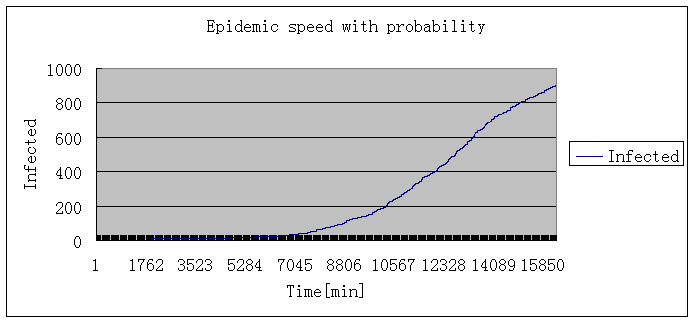 Epidemic speed with probability
1000
800
600
400
200
0
Infected
Infected
1 1762 3523 5284 7045 8806 10567 12328 14089 15850
Time[min]